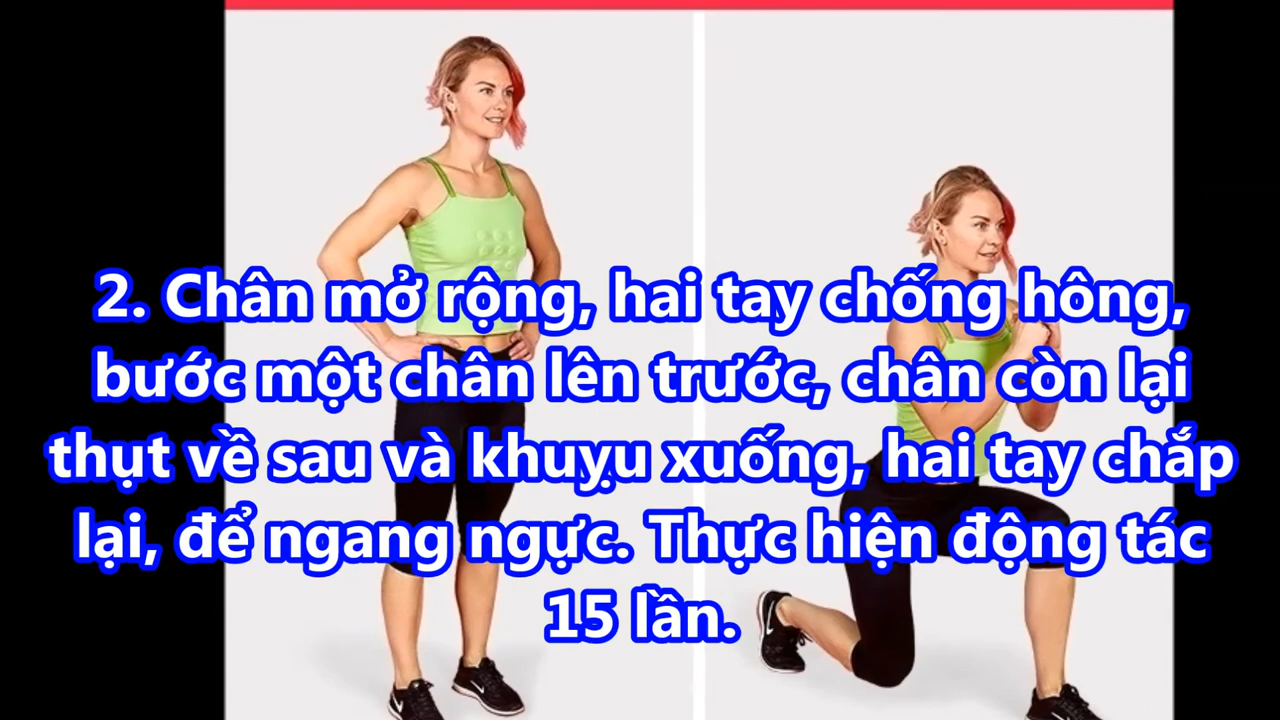 2. Chân mở rộng, hai tay chống hông,
bước một chân lên trước, chân còn lại
thụt về sau và khuỵu xuống, hai tay chắp
lại, để ngang ngực. Thực hiện động tác
15 lần.